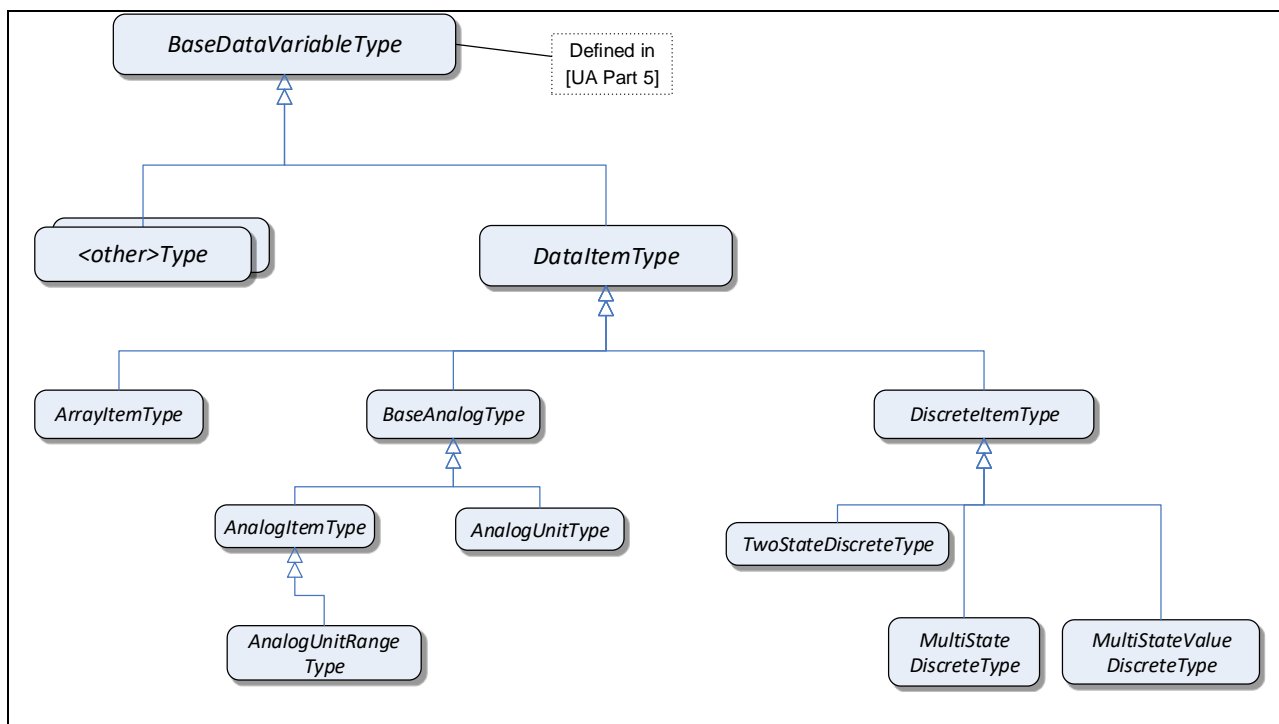 BaseDataVariableType
Defined in
[UA Part 5]
<other>Type
DataItemType
ArrayItemType
BaseAnalogType
DiscreteItemType
AnalogItemType
AnalogUnitType
TwoStateDiscreteType
AnalogUnitRange
Type
MultiState
DiscreteType
MultiStateValue
DiscreteType